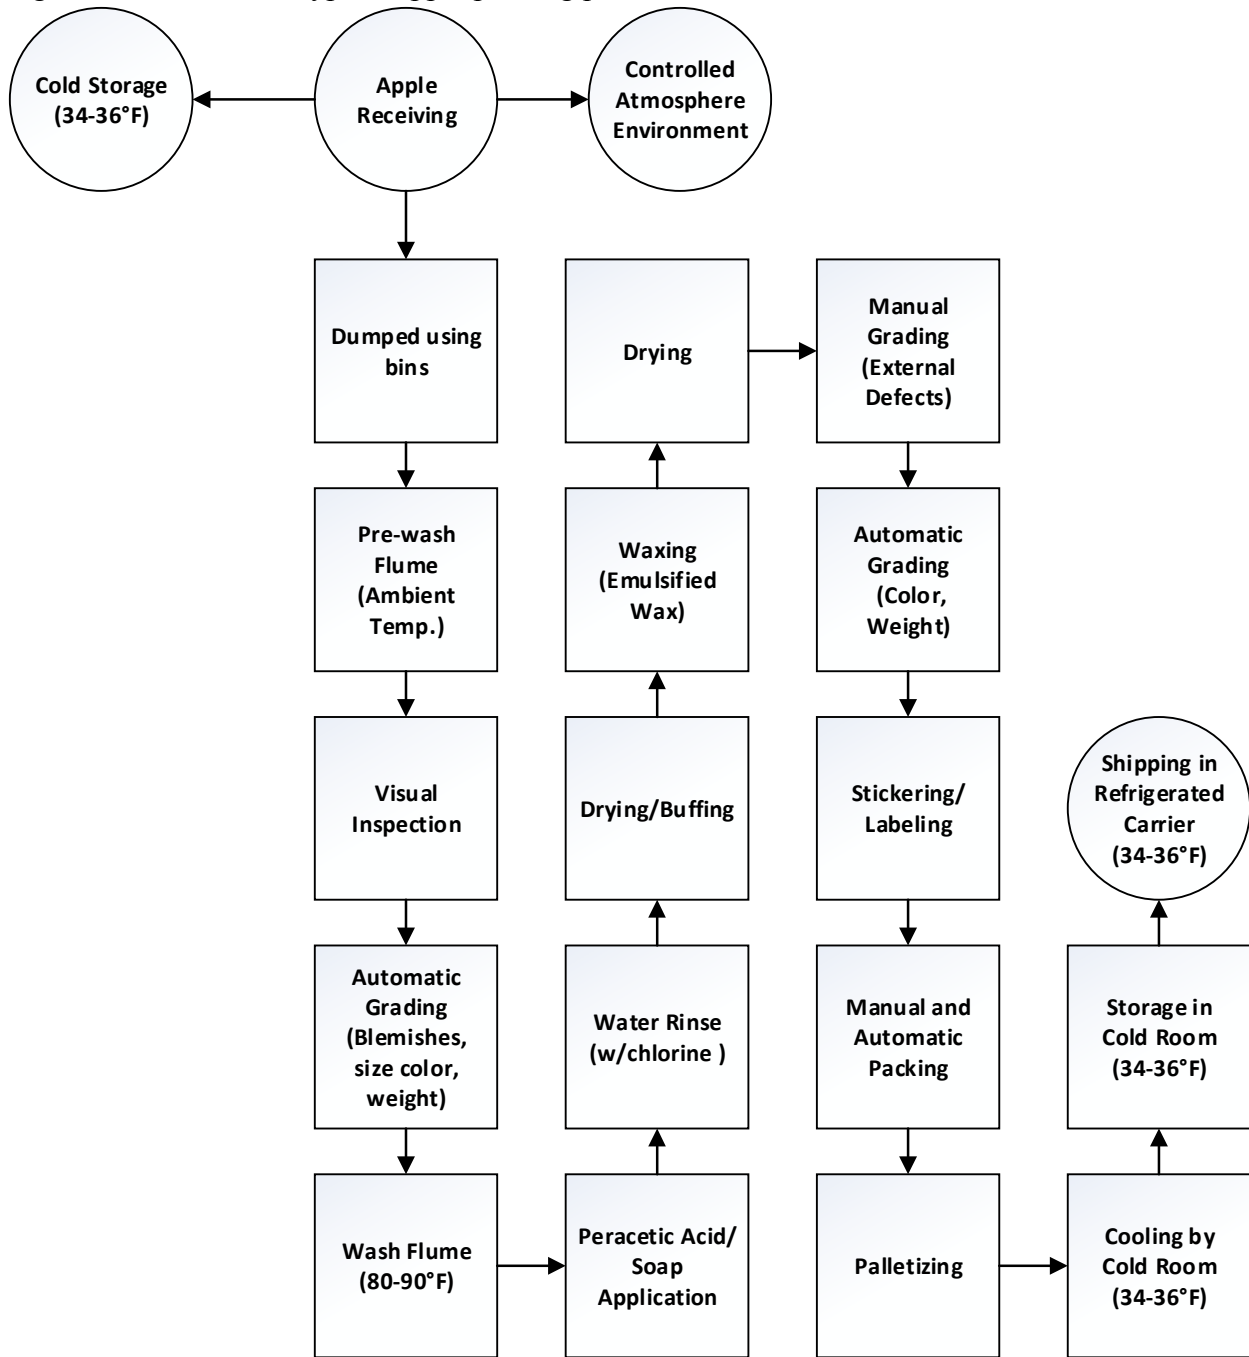 Cold Storage
(34-36°F)
Apple
Receiving
Controlled
Atmosphere
Environment
Dumped using
bins
Pre-wash
Flume
(Ambient
Temp.)
Visual
Inspection
Automatic
Grading
(Blemishes,
size color,
weight)
Wash Flume
(80-90°F)
Peracetic Acid/
Soap
Application
Water Rinse
(w/chlorine )
Drying/Buffing
Waxing
(Emulsified
Wax)
Drying
Manual
Grading
(External
Defects)
Automatic
Grading
(Color,
Weight)
Stickering/
Labeling
Manual and
Automatic
Packing
Palletizing
Cooling by
Cold Room
(34-36°F)
Storage in
Cold Room
(34-36°F)
Shipping in
Refrigerated
Carrier
(34-36°F)